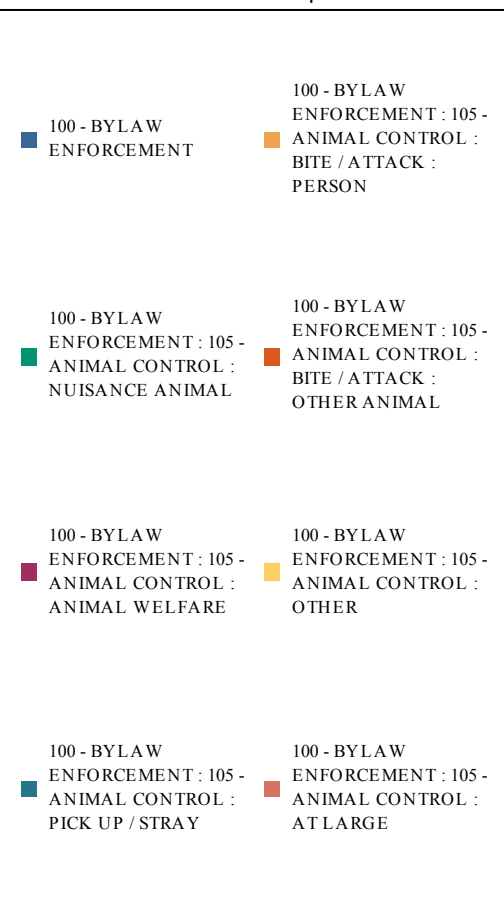 100 - BYLAW
ENFORCEMENT
100 - BYLAW
ENFORCEMENT : 105 -
ANIMAL CONTROL :
BITE / ATTACK :
PERSON
100 - BYLAW
ENFORCEMENT : 105 -
ANIMAL CONTROL :
NUISANCE ANIMAL
100 - BYLAW
ENFORCEMENT : 105 -
ANIMAL CONTROL :
BITE / ATTACK :
OTHER ANIMAL
100 - BYLAW
ENFORCEMENT : 105 -
ANIMAL CONTROL :
ANIMAL WELFARE
100 - BYLAW
ENFORCEMENT : 105 -
ANIMAL CONTROL :
OTHER
100 - BYLAW
ENFORCEMENT : 105 -
ANIMAL CONTROL :
PICK UP / STRAY
100 - BYLAW
ENFORCEMENT : 105 -
ANIMAL CONTROL :
AT LARGE